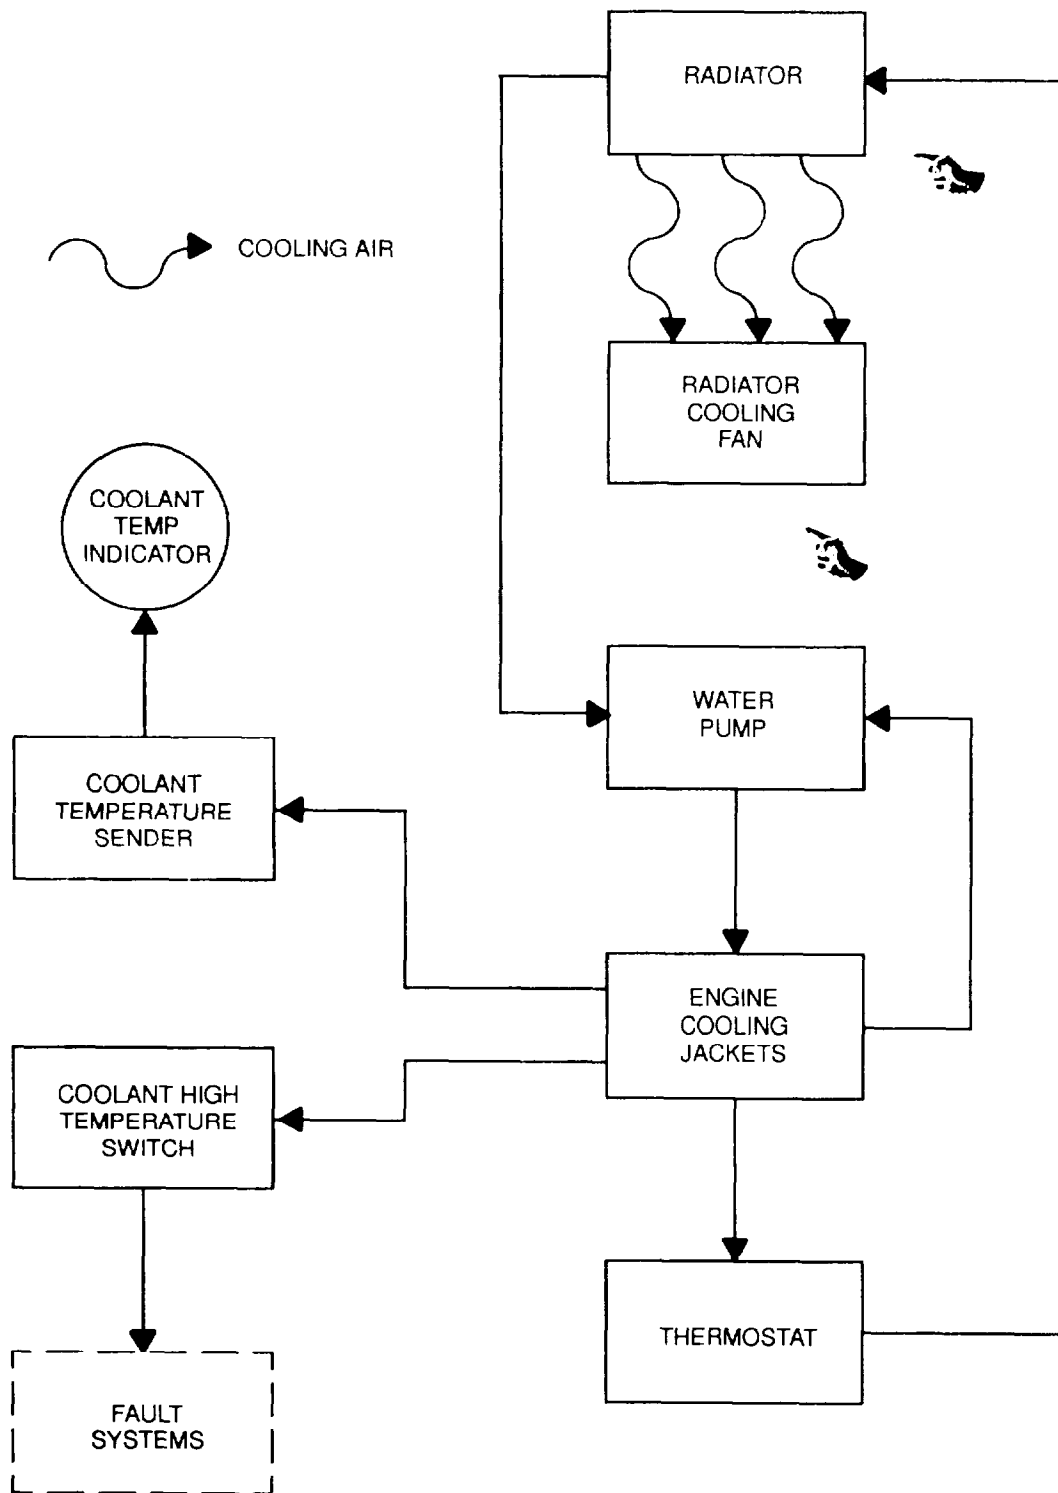 RADIATOR
COOLING AIR
RADIATOR
COOLING
FAN
COOLANT
TEMP
INDICATOR
WATER
PUMP
COOLANT
TEMPERATURE
SENDER
ENGINE
COOLING
JACKETS
COOLANT HIGH
TEMPERATURE
SWITCH
THERMOSTAT
FAULT
SYSTEMS